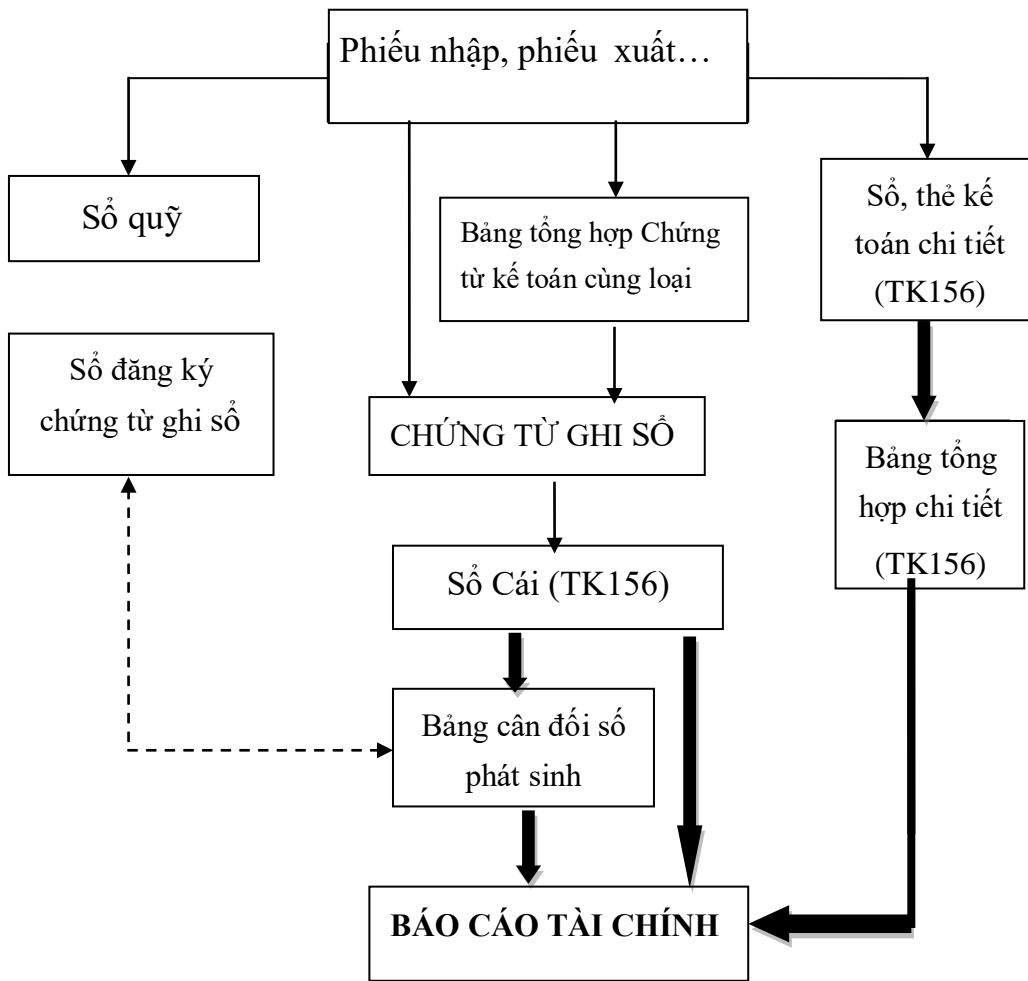 Phiếu nhập, phiếu xuất…
Sổ quỹ
Bảng tổng hợp Chứng
từ kế toán cùng loại
Sổ, thẻ kế
toán chi tiết
(TK156)
Sổ đăng ký
chứng từ ghi sổ
CHỨNG TỪ GHI SỔ
Bảng tổng
hợp chi tiết
(TK156)
Sổ Cái (TK156)
Bảng cân đối số
phát sinh
BÁO CÁO TÀI CHÍNH